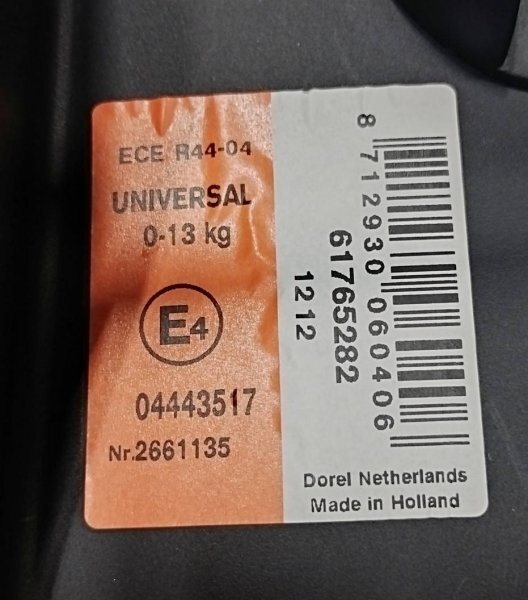 ECE R44-04
UNIVERSAL
0-13 kg
E4
04443517
Nr.2661135
8 712930 060406
61765282
1212
Dorel Netherlands
Made in Holland